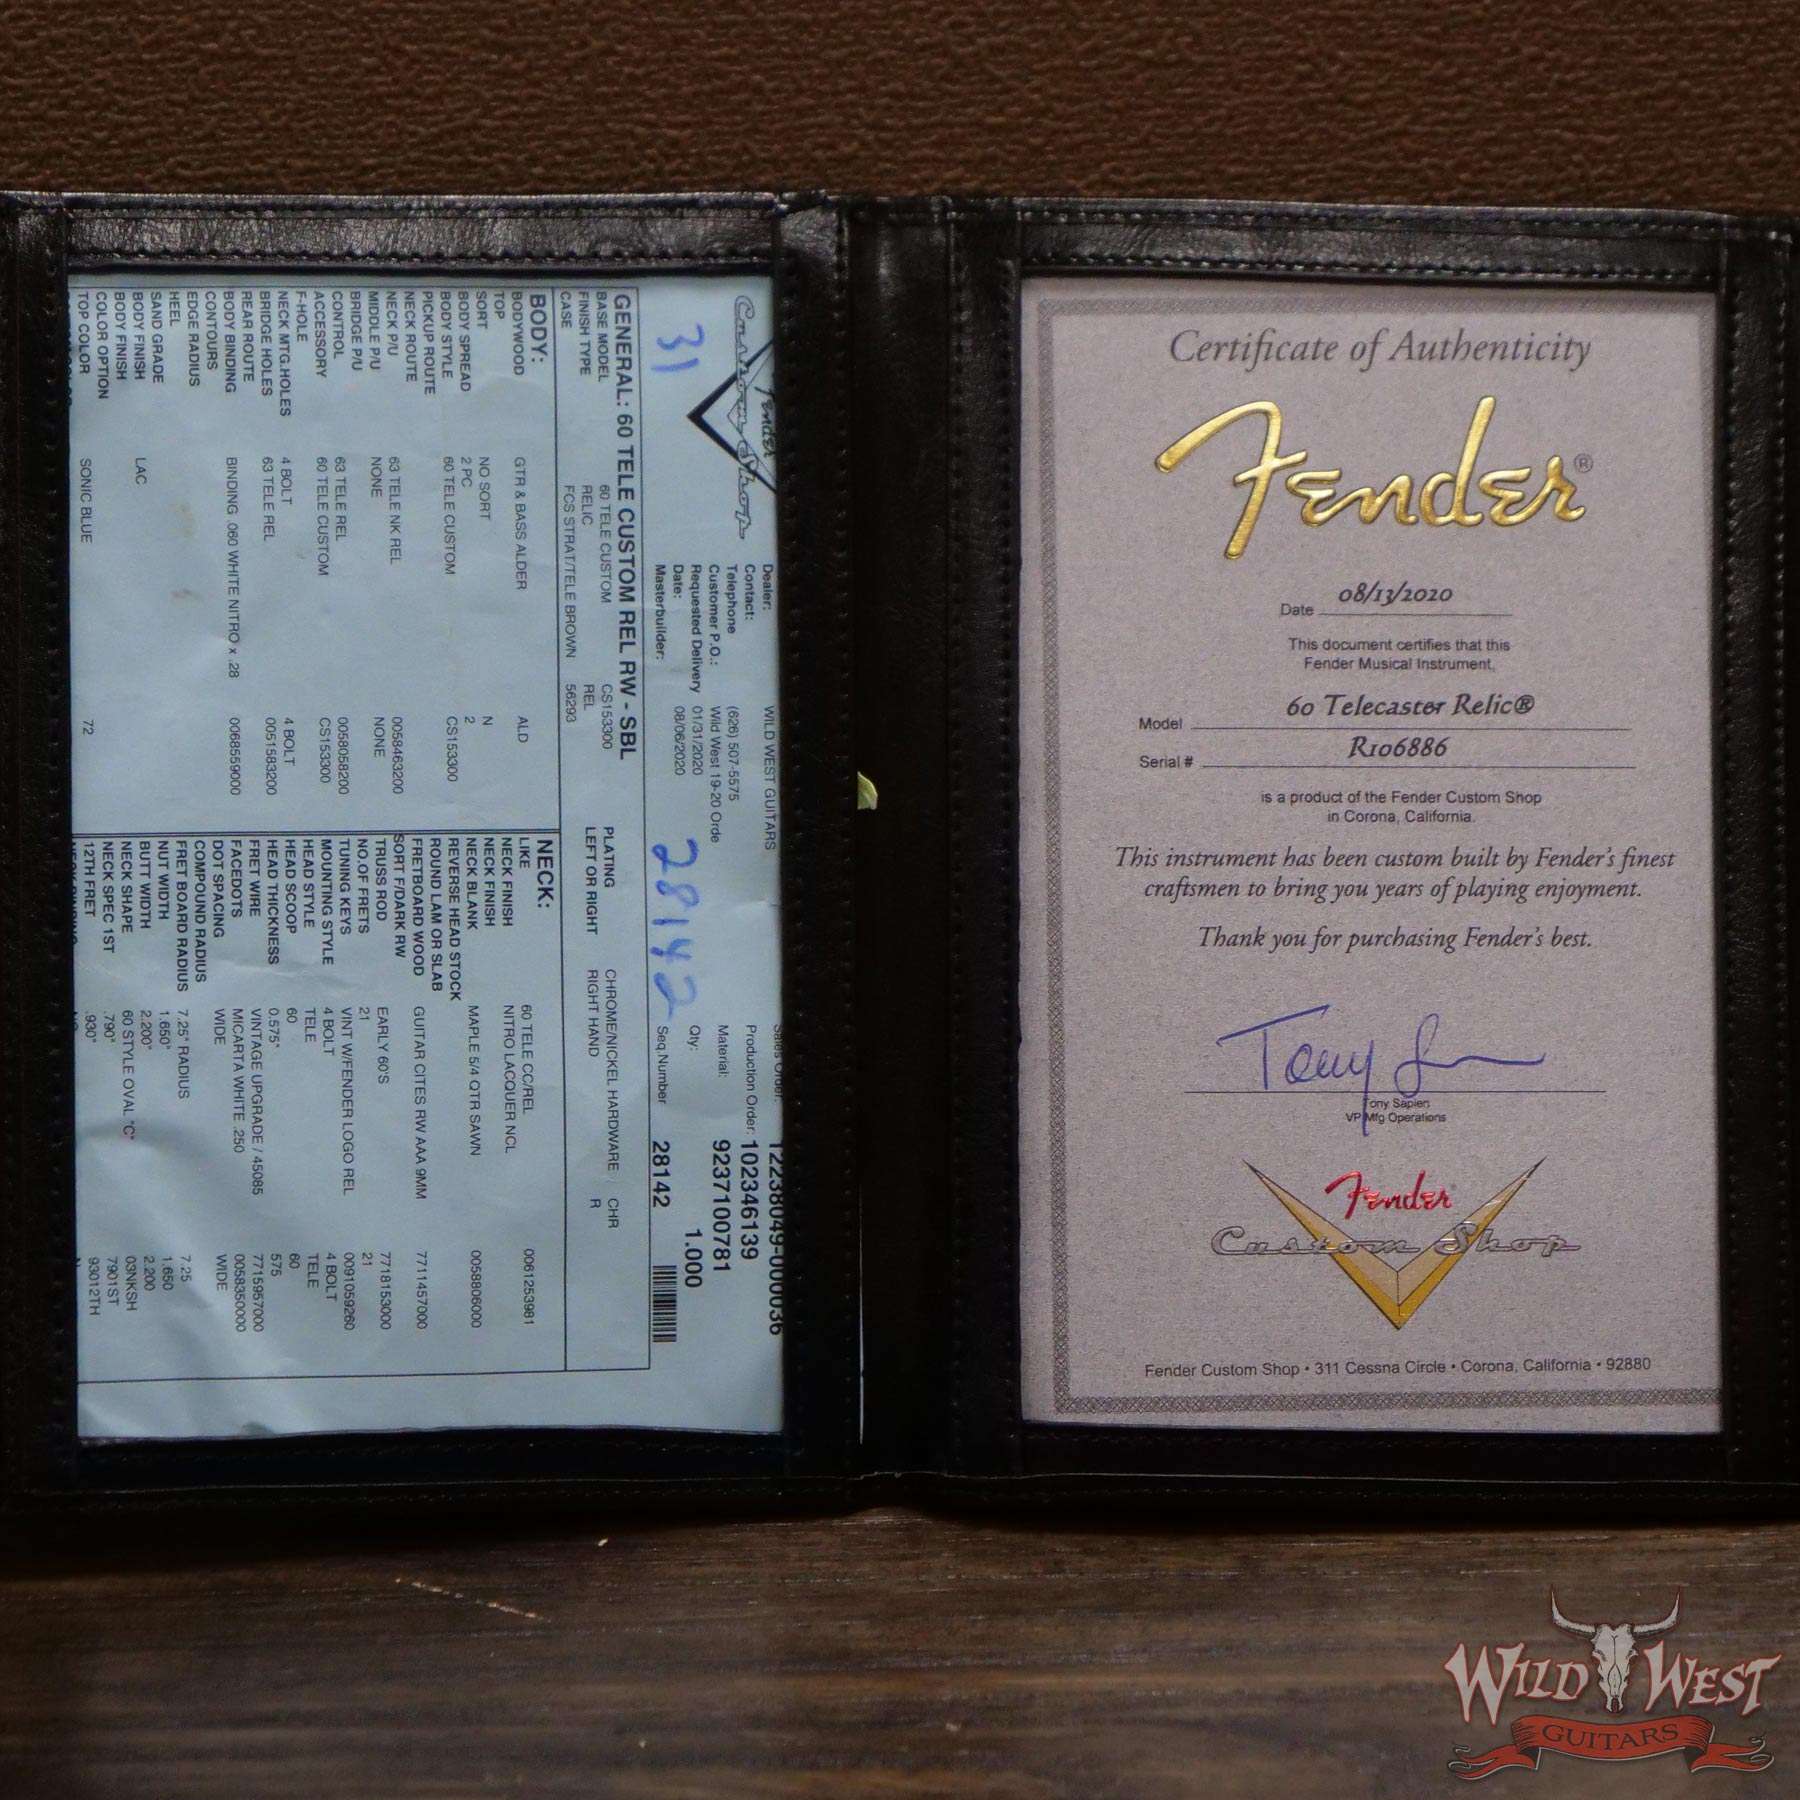 Fender
Custom Shop
31
28142
Dealer: WILD WEST GUITARS
Contact:
Telephone (626) 507-5575
Customer P.O.: Wild West 19-20 Orde
Requested Delivery 01/31/2020
Date: 08/06/2020
Masterbuilder:
Sales Order: 12238049-000036
Production Order: 102346139
Material: 9237100781
Qty: 1.000
Seq.Number 28142
GENERAL: 60 TELE CUSTOM REL RW - SBL
BASE MODEL 60 TELE CUSTOM CS153300 PLATING CHROME/NICKEL HARDWARE CHR
FINISH TYPE RELIC REL LEFT OR RIGHT RIGHT HAND R
CASE FCS STRAT/TELE BROWN 56293
BODY:
BODYWOOD GTR & BASS ALDER ALD
TOP
SORT NO SORT N
BODY SPREAD 2 PC 2
BODY STYLE 60 TELE CUSTOM CS153300
PICKUP ROUTE
NECK ROUTE
NECK P/U 63 TELE NK REL 0058463200
MIDDLE P/U NONE NONE
BRIDGE P/U 63 TELE REL 0058058200
CONTROL 60 TELE CUSTOM CS153300
ACCESSORY
F-HOLE
NECK MTG.HOLES 4 BOLT 4 BOLT
BRIDGE HOLES 63 TELE REL 0051583200
REAR ROUTE
BODY BINDING BINDING .060 WHITE NITRO x .28 0068559000
CONTOURS
EDGE RADIUS
HEEL
SAND GRADE
BODY FINISH LAC
BODY FINISH
COLOR OPTION
TOP COLOR SONIC BLUE 72
NECK:
LIKE 60 TELE CC/REL 0061253981
NECK FINISH NITRO LACQUER NCL
NECK FINISH
NECK BLANK MAPLE 5/4 QTR SAWN 0058806000
REVERSE HEAD STOCK
ROUND LAM OR SLAB
FRETBOARD WOOD GUITAR CITES RW AAA 9MM 7711457000
SORT F/DARK RW
TRUSS ROD EARLY 60'S 7718153000
NO.OF FRETS 21 21
TUNING KEYS VINT W/FENDER LOGO REL 0091059260
MOUNTING STYLE 4 BOLT 4 BOLT
HEAD STYLE TELE TELE
HEAD SCOOP 60 60
HEAD THICKNESS 0.575" 575
FRET WIRE VINTAGE UPGRADE / 45085 7715957000
FACEDOTS MICARTA WHITE .250 0058350000
DOT SPACING WIDE WIDE
COMPOUND RADIUS
FRET BOARD RADIUS 7.25" RADIUS 7.25
NUT WIDTH 1.650" 1.650
BUTT WIDTH 2.200" 2.200
NECK SHAPE 60 STYLE OVAL "C" 03NKSH
NECK SPEC 1ST .790" 7901ST
12TH FRET .930" 93012TH
Certificate of Authenticity
Fender®
Date 08/13/2020
This document certifies that this
Fender Musical Instrument,
Model 60 Telecaster Relic®
Serial # R106886
is a product of the Fender Custom Shop
in Corona, California.
This instrument has been custom built by Fender's finest
craftsmen to bring you years of playing enjoyment.
Thank you for purchasing Fender's best.
Tony Sapien
VP Mfg Operations
Fender
Custom Shop
Fender Custom Shop • 311 Cessna Circle • Corona, California • 92880
WILD WEST
GUITARS